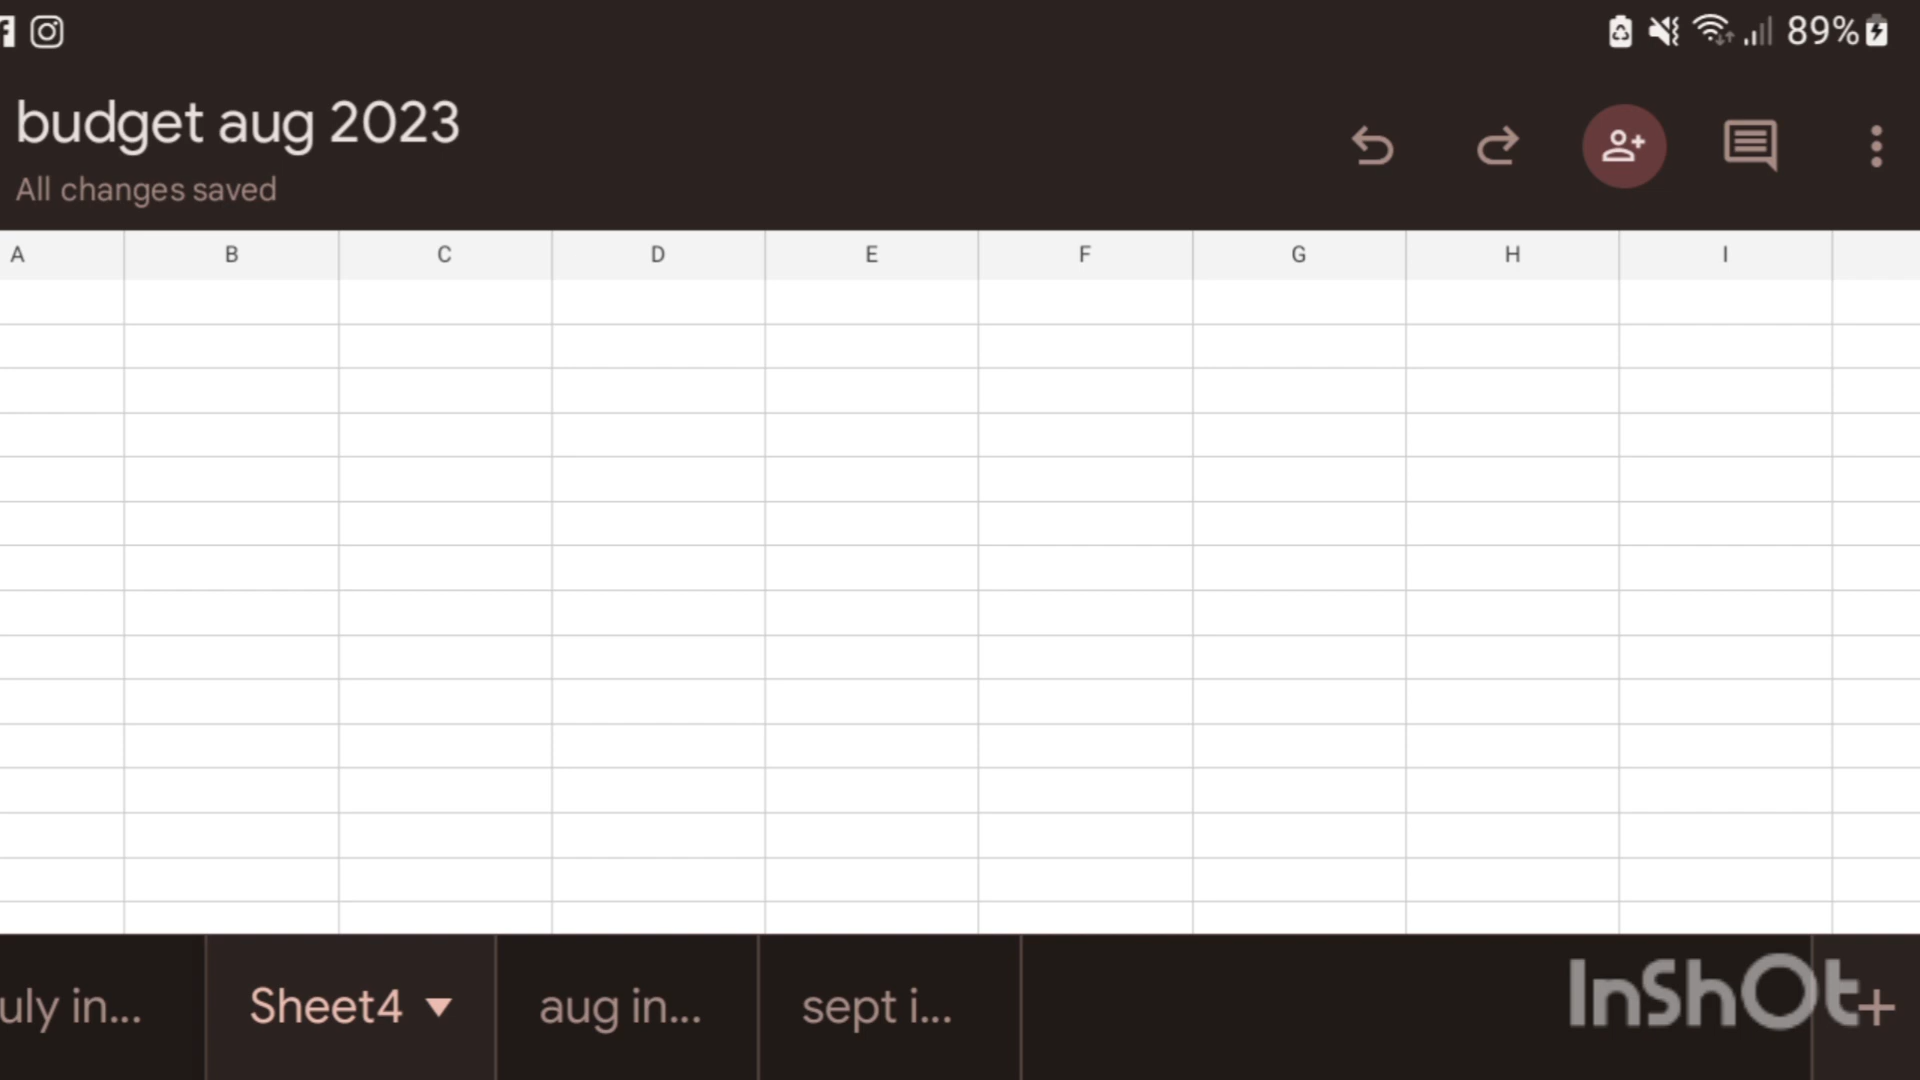 89%
budget aug 2023
All changes saved
A B C D E F G H I
uly in...
Sheet4
aug in...
sept i...
InShOt